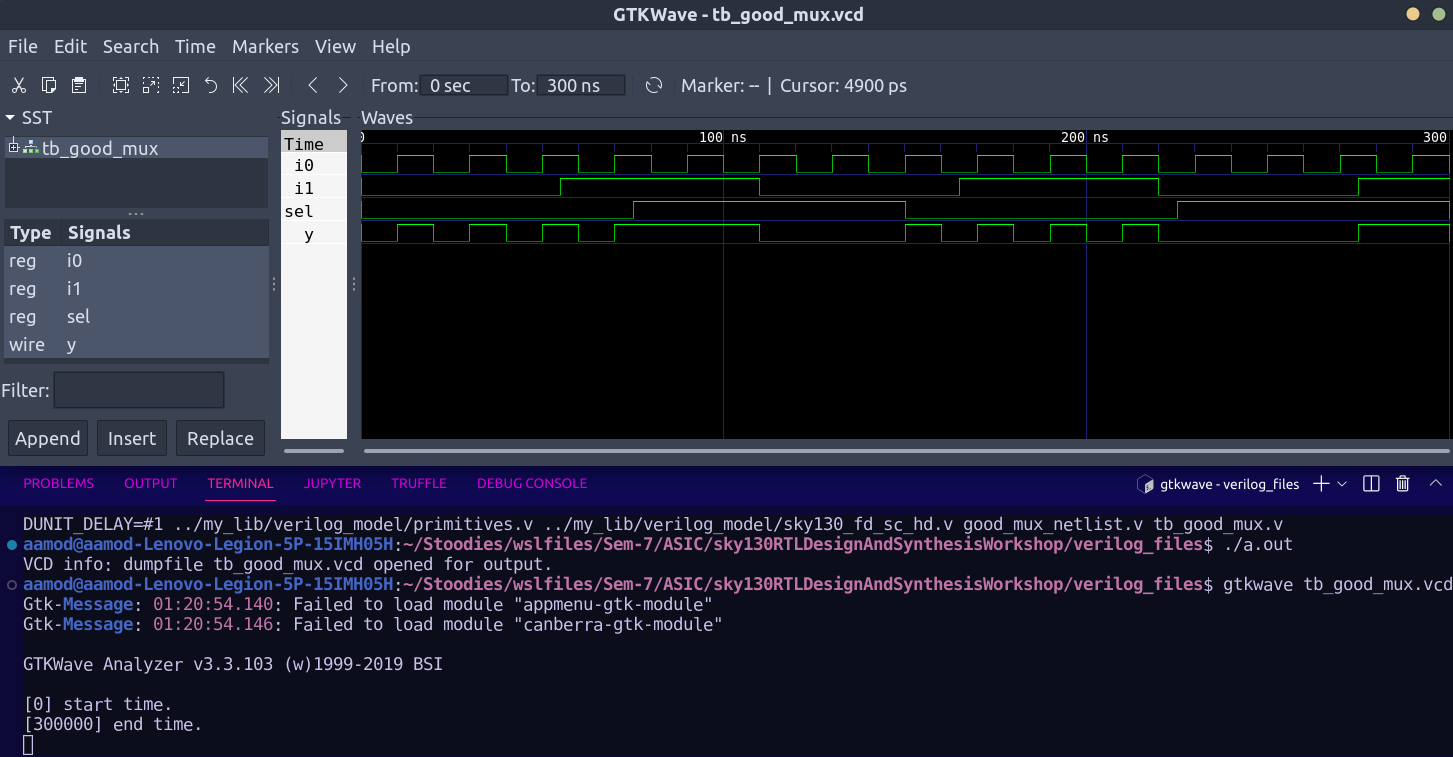 GTKWave - tb_good_mux.vcd
File Edit Search Time Markers View Help
From: 0 sec To: 300 ns Marker: -- | Cursor: 4900 ps
SST
tb_good_mux
Type Signals
reg i0
reg i1
reg sel
wire y
Filter:
Append Insert Replace
Signals
Time
i0
i1
sel
y
Waves
0 100 ns 200 ns 300
PROBLEMS OUTPUT TERMINAL JUPYTER TRUFFLE DEBUG CONSOLE gtkwave - verilog_files
DUNIT_DELAY=#1 ../my_lib/verilog_model/primitives.v ../my_lib/verilog_model/sky130_fd_sc_hd.v good_mux_netlist.v tb_good_mux.v
aamod@aamod-Lenovo-Legion-5P-15IMH05H:~/Stoodies/wslfiles/Sem-7/ASIC/sky130RTLDesignAndSynthesisWorkshop/verilog_files$ ./a.out
VCD info: dumpfile tb_good_mux.vcd opened for output.
aamod@aamod-Lenovo-Legion-5P-15IMH05H:~/Stoodies/wslfiles/Sem-7/ASIC/sky130RTLDesignAndSynthesisWorkshop/verilog_files$ gtkwave tb_good_mux.vcd
Gtk-Message: 01:20:54.140: Failed to load module "appmenu-gtk-module"
Gtk-Message: 01:20:54.146: Failed to load module "canberra-gtk-module"
GTKWave Analyzer v3.3.103 (w)1999-2019 BSI
[0] start time.
[300000] end time.